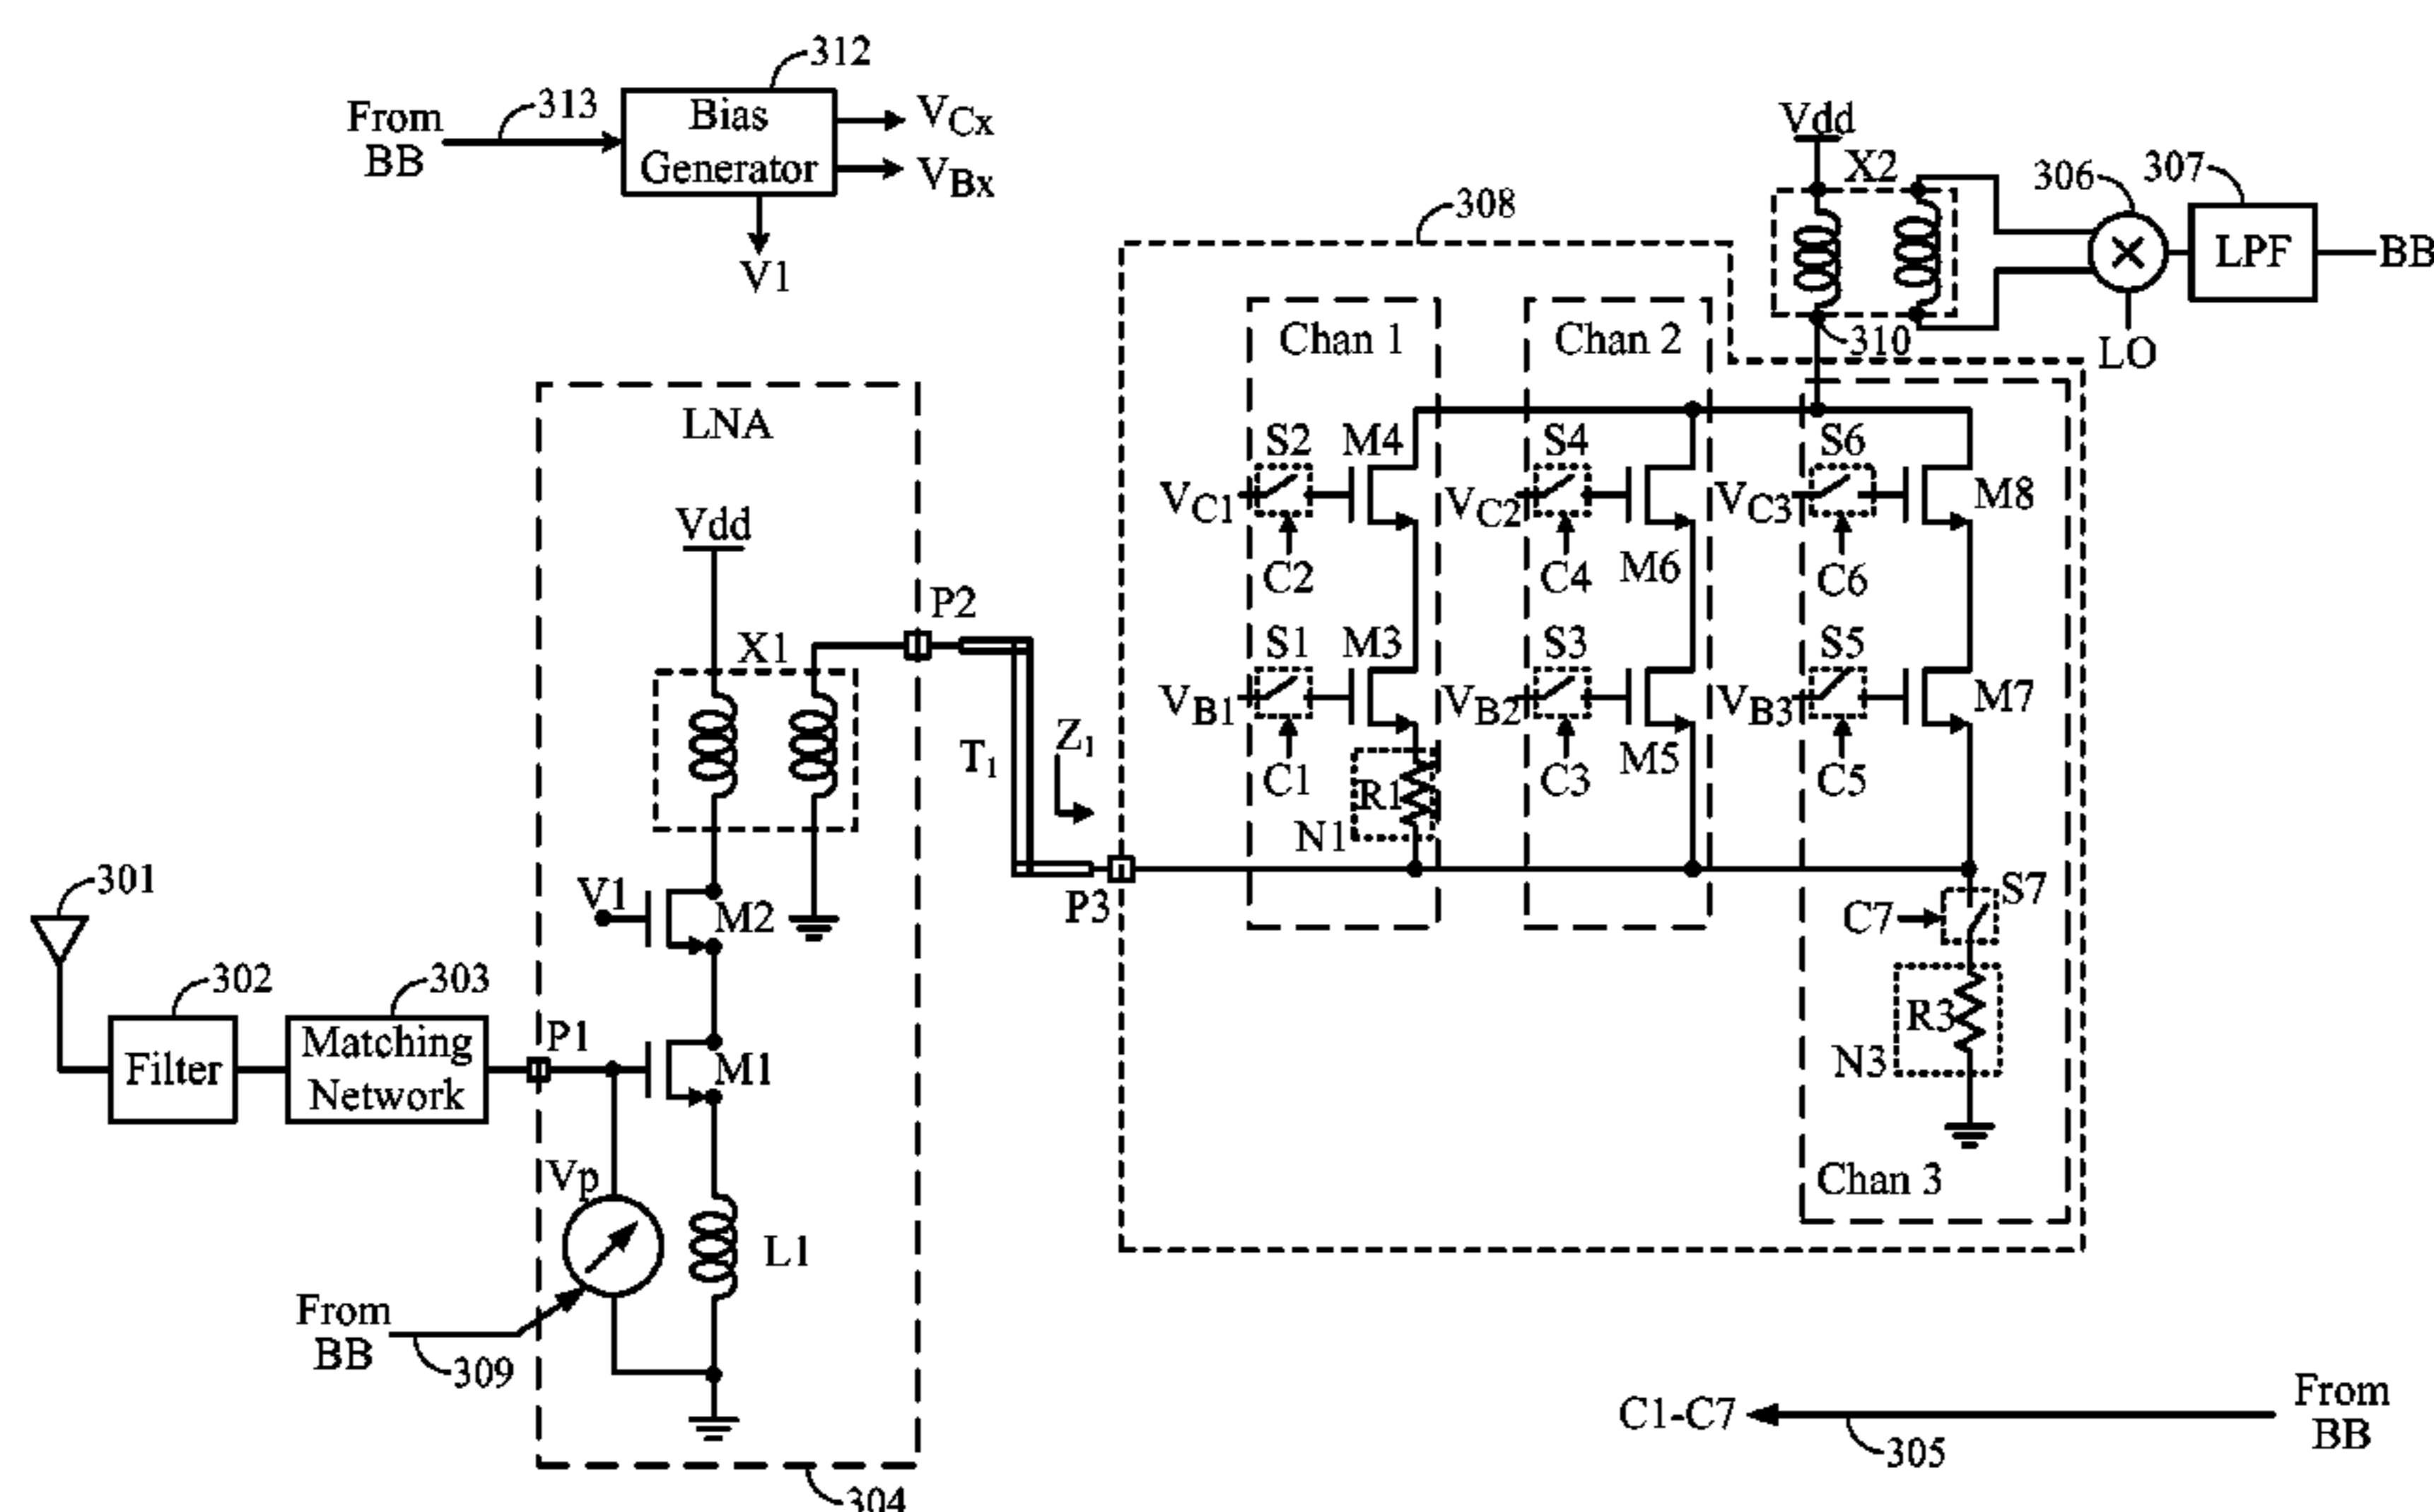 312
From
BB
313
Bias
Generator
VCx
VBx
V1
Vdd
X2
306
307
LPF
BB
LO
310
308
Chan 1
Chan 2
S2
M4
VC1
C2
S1
M3
VB1
C1
R1
N1
S4
VC2
C4
M6
S3
VB2
C3
M5
S6
VC3
C6
M8
S5
VB3
C5
M7
S7
C7
R3
N3
Chan 3
LNA
Vdd
X1
P2
T1
Z1
P3
V1
M2
301
302
Filter
303
Matching
Network
P1
M1
Vp
L1
From
BB
309
304
C1-C7
305
From
BB